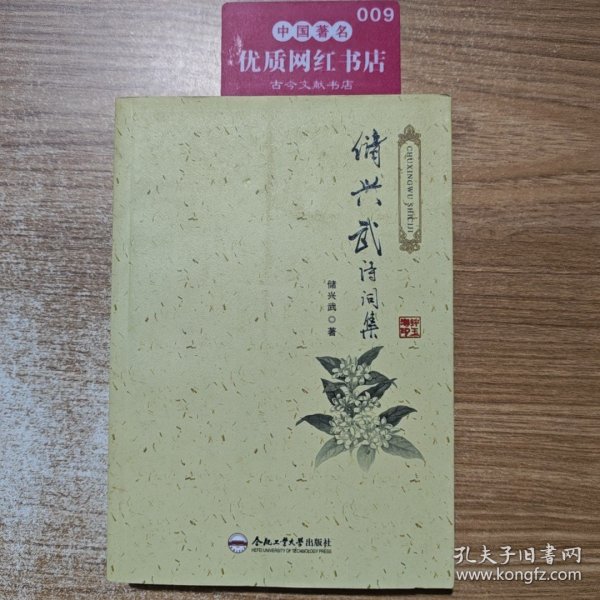 009
中国著名
优质网红书店
古今文献书店
CHUXINGWU SHICIJI
储兴武诗词集
储兴武◎著
合肥工业大学出版社
HEFEI UNIVERSITY OF TECHNOLOGY PRESS
孔夫子旧书网
www.kongfz.com